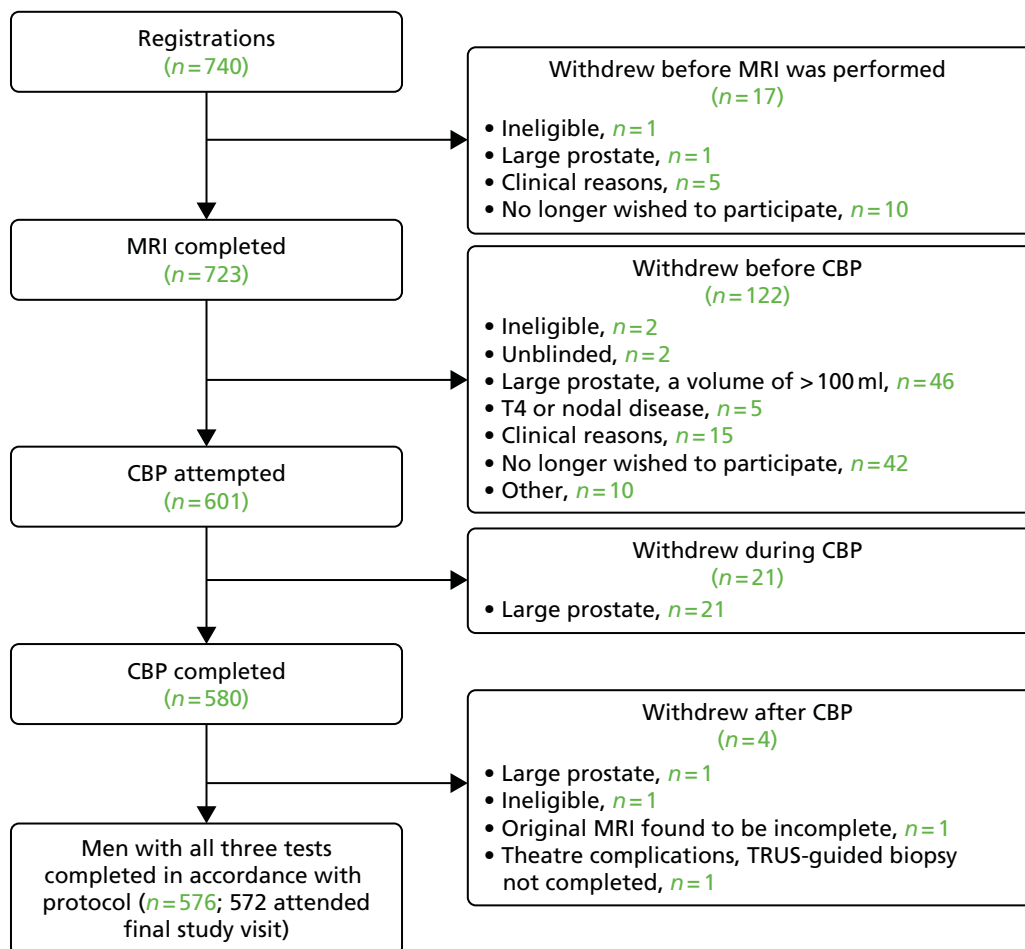 Registrations
(n=740)
Withdrew before MRI was performed
(n=17)
• Ineligible, n=1
• Large prostate, n=1
• Clinical reasons, n=5
• No longer wished to participate, n=10
MRI completed
(n=723)
Withdrew before CBP
(n=122)
• Ineligible, n=2
• Unblinded, n=2
• Large prostate, a volume of >100 ml, n=46
• T4 or nodal disease, n=5
• Clinical reasons, n=15
• No longer wished to participate, n=42
• Other, n=10
CBP attempted
(n=601)
Withdrew during CBP
(n=21)
• Large prostate, n=21
CBP completed
(n=580)
Withdrew after CBP
(n=4)
• Large prostate, n=1
• Ineligible, n=1
• Original MRI found to be incomplete, n=1
• Theatre complications, TRUS-guided biopsy
not completed, n=1
Men with all three tests
completed in accordance with
protocol (n=576; 572 attended
final study visit)